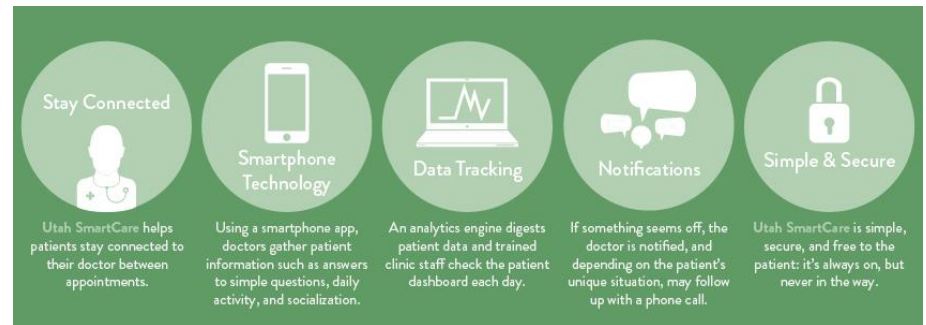 Stay Connected
Utah SmartCare helps
patients stay connected to
their doctor between
appointments.
Smartphone
Technology
Using a smartphone app,
doctors gather patient
information such as answers
to simple questions, daily
activity, and socialization.
Data Tracking
An analytics engine digests
patient data and trained
clinic staff check the patient
dashboard each day.
Notifications
If something seems off, the
doctor is notified, and
depending on the patient's
unique situation, may follow
up with a phone call.
Simple & Secure
Utah SmartCare is simple,
secure, and free to the
patient: it's always on, but
never in the way.